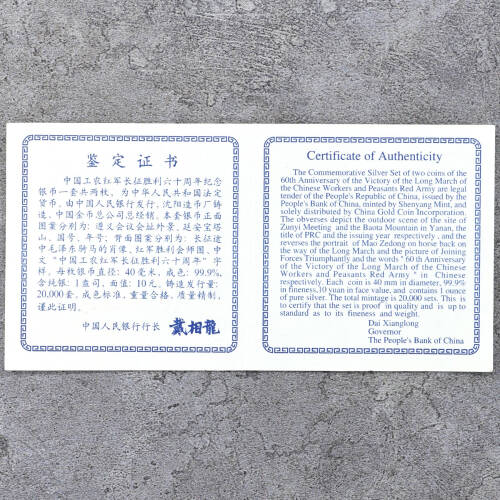 鉴定证书
中国工农红军长征胜利六十周年纪念
银币一套共两枚，为中华人民共和国法定
货币，由中国人民银行发行，沈阳造币厂铸
造，中国金币总公司总经销。本套银币正面
图案分别为：遵义会议会址外景、延安宝塔
山、国号、年号；背面图案分别为：长征途
中毛泽东骑马的肖像、红军胜利会师图、中
文“中国工农红军长征胜利六十周年”字
样。每枚银币直径：40毫米，成色：99.9%，
含纯银：1盎司，面值：10元。铸造发行量：
20,000套。成色标准，重量合格，质量精制，
谨此证明。
中国人民银行行长 戴相龍
Certificate of Authenticity
The Commemorative Silver Set of two coins of the
60th Anniversary of the Victory of the Long March of
the Chinese Workers and Peasants Red Army are legal
tender of the People's Republic of China, issued by the
People's Bank of China, minted by Shenyang Mint, and
solely distributed by China Gold Coin Incorporation.
The obverses depict the outdoor scene of the site of
Zunyi Meeting and the Baota Mountain in Yanan, the
title of PRC and the issuing year respectively, and the
reverses the portrait of Mao Zedong on horse back on
the way of the Long March and the picture of Joining
Forces Triumphantly and the words " 60 th Anniversary
of the Victory of the Long March of the Chinese
Workers and Peasants Red Army " in Chinese
respectively. Each coin is 40 mm in diameter, 99.9%
in fineness,10 yuan in face value, and contains 1 ounce
of pure silver. The total mintage is 20,000 sets. This is
to certify that the set is proof in quality and is up to
standard as to its fineness and weight.
Dai Xianglong
Governor
The People's Bank of China